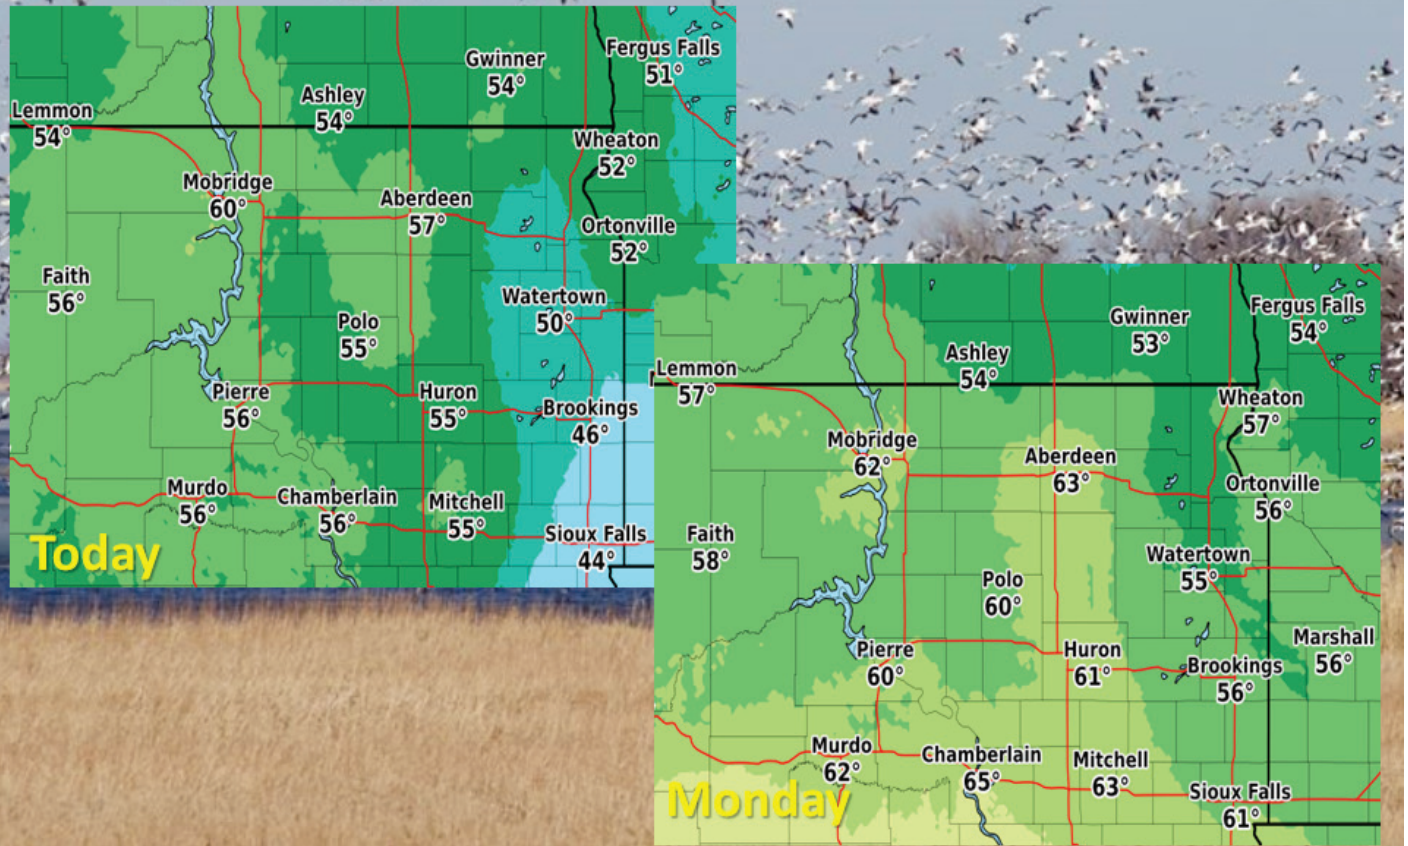 Fergus Falls
51°
Gwinner
54°
Ashley
54°
Lemmon
54°
Wheaton
52°
Mobridge
60°
Aberdeen
57°
Ortonville
52°
Faith
56°
Watertown
50°
Polo
55°
Pierre
56°
Huron
55°
Brookings
46°
Murdo
56°
Chamberlain
56°
Mitchell
55°
Sioux Falls
44°
Today
Fergus Falls
54°
Gwinner
53°
Ashley
54°
Lemmon
57°
Wheaton
57°
Mobridge
62°
Aberdeen
63°
Ortonville
56°
Faith
58°
Watertown
55°
Polo
60°
Marshall
56°
Pierre
60°
Huron
61°
Brookings
56°
Murdo
62°
Chamberlain
65°
Mitchell
63°
Sioux Falls
61°
Monday